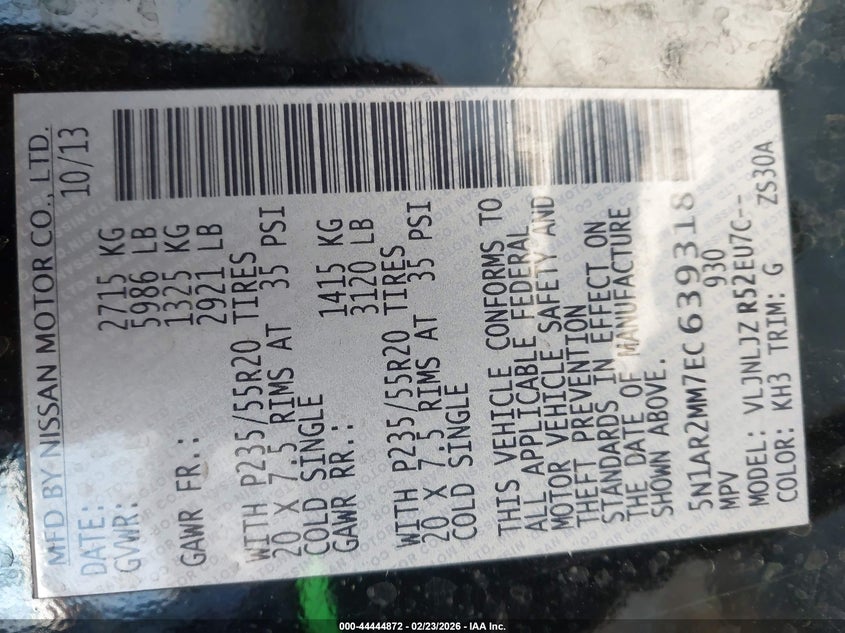 MFD BY NISSAN MOTOR CO., LTD.
DATE: 10/13
GVWR: 2715 KG
5986 LB
GAWR FR.: 1325 KG
2921 LB
WITH P235/55R20 TIRES
20 X 7.5 RIMS AT 35 PSI
COLD SINGLE
GAWR RR.: 1415 KG
3120 LB
WITH P235/55R20 TIRES
20 X 7.5 RIMS AT 35 PSI
COLD SINGLE
THIS VEHICLE CONFORMS TO
ALL APPLICABLE FEDERAL
MOTOR VEHICLE SAFETY AND
THEFT PREVENTION
STANDARDS IN EFFECT ON
THE DATE OF MANUFACTURE
SHOWN ABOVE.
5N1AR2MM7EC639318
MPV 930
MODEL: VLJNLJZ R52EU7C--
COLOR: KH3 TRIM: G ZS30A
000-44444872 / 02/23/2026 - IAA Inc.